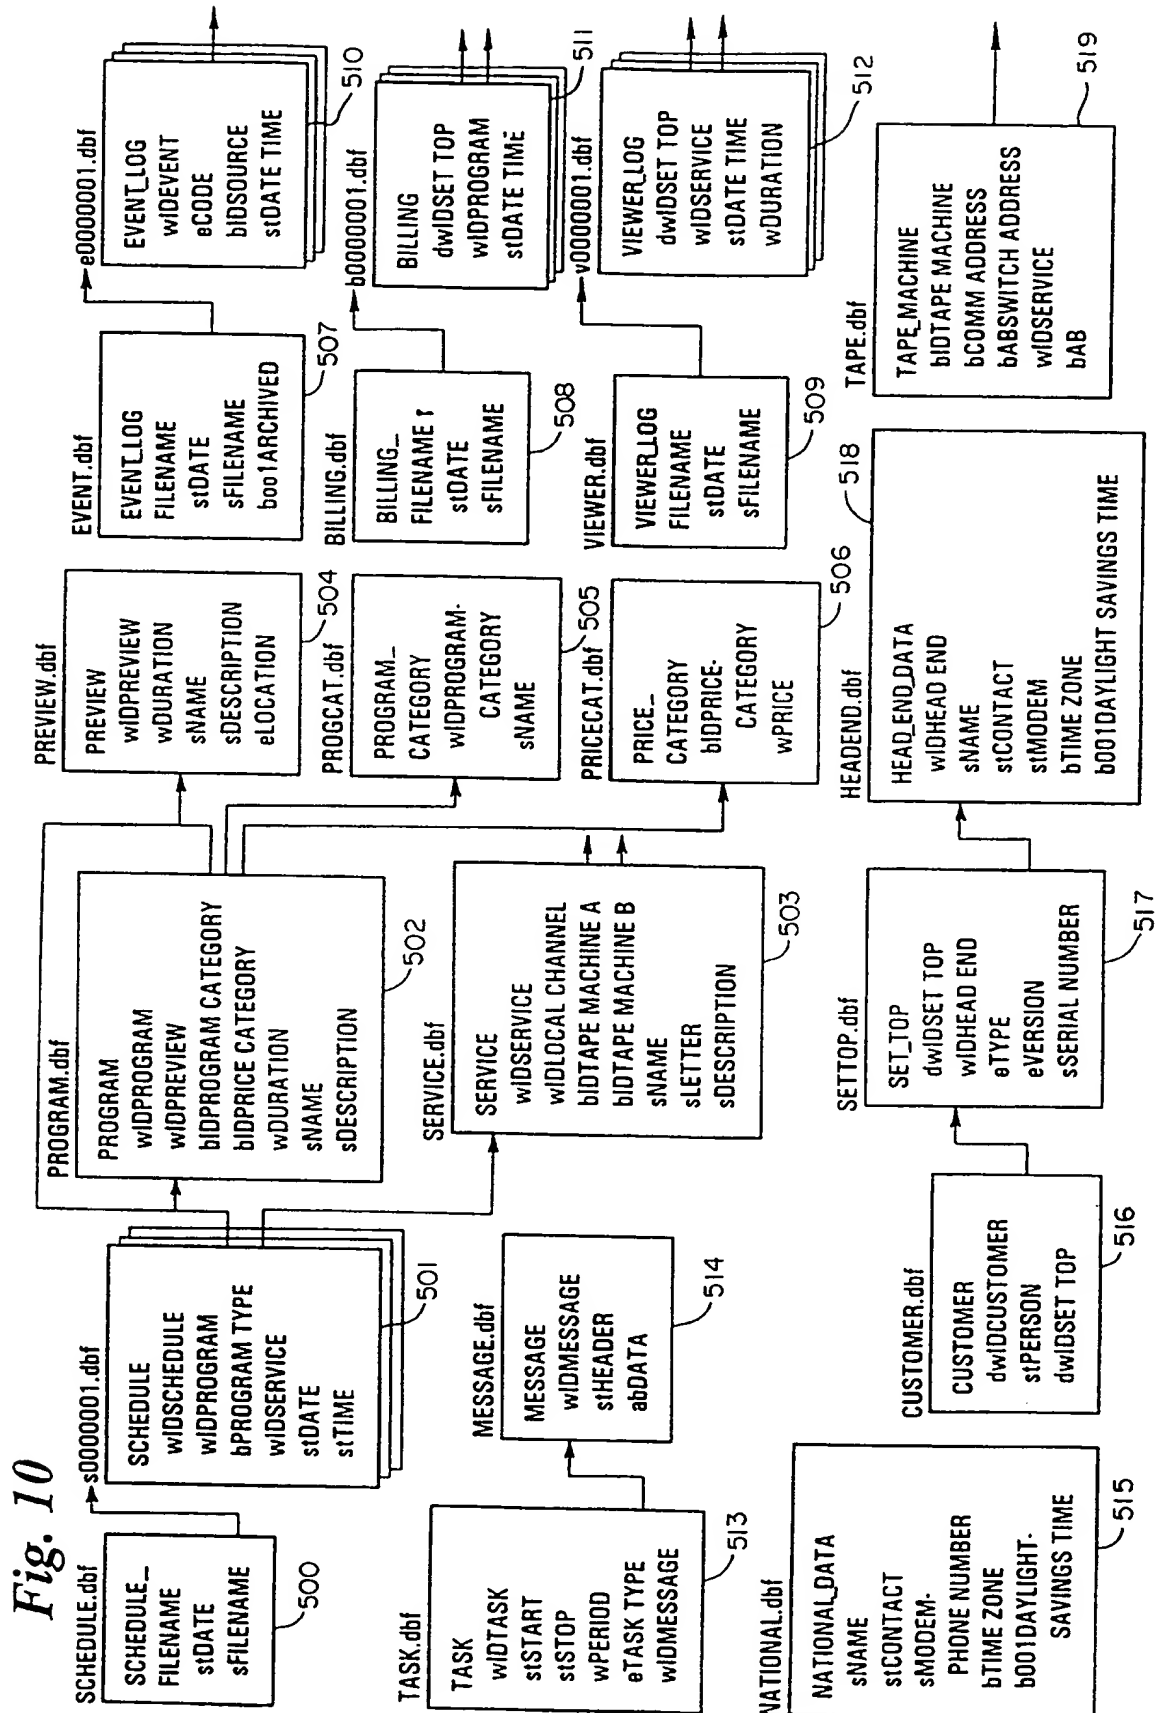 Fig. 10
SCHEDULE.dbf
SCHEDULE_
FILENAME
stDATE
sFILENAME
500
s0000001.dbf
SCHEDULE
wIDSCHEDULE
wIDPROGRAM
bPROGRAM TYPE
wIDSERVICE
stDATE
stTIME
501
PROGRAM.dbf
PROGRAM
wIDPROGRAM
wIDPREVIEW
bIDPROGRAM CATEGORY
bIDPRICE CATEGORY
wDURATION
sNAME
sDESCRIPTION
502
SERVICE.dbf
SERVICE
wIDSERVICE
wIDLOCAL CHANNEL
bIDTAPE MACHINE A
bIDTAPE MACHINE B
sNAME
sLETTER
sDESCRIPTION
503
PREVIEW.dbf
PREVIEW
wIDPREVIEW
wDURATION
sNAME
sDESCRIPTION
eLOCATION
504
PROGCAT.dbf
PROGRAM_
CATEGORY
wIDPROGRAM-
CATEGORY
sNAME
505
PRICECAT.dbf
PRICE_
CATEGORY
bIDPRICE-
CATEGORY
wPRICE
506
EVENT.dbf
EVENT_LOG
FILENAME
stDATE
sFILENAME
boo1ARCHIVED
507
BILLING.dbf
BILLING_
FILENAME
stDATE
sFILENAME
508
VIEWER.dbf
VIEWER_LOG
FILENAME
stDATE
sFILENAME
509
e0000001.dbf
EVENT_LOG
wIDEVENT
eCODE
bIDSOURCE
stDATE TIME
510
b0000001.dbf
BILLING
dwIDSET TOP
wIDPROGRAM
stDATE TIME
511
v0000001.dbf
VIEWER_LOG
dwIDSET TOP
wIDSERVICE
stDATE TIME
wDURATION
512
TASK.dbf
TASK
wIDTASK
stSTART
stSTOP
wPERIOD
eTASK TYPE
wIDMESSAGE
513
MESSAGE.dbf
MESSAGE
wIDMESSAGE
stHEADER
abDATA
514
NATIONAL.dbf
NATIONAL_DATA
sNAME
stCONTACT
sMODEM-
PHONE NUMBER
bTIME ZONE
b001DAYLIGHT-
SAVINGS TIME
515
CUSTOMER.dbf
CUSTOMER
dwIDCUSTOMER
stPERSON
dwIDSET TOP
516
SETTOP.dbf
SET_TOP
dwIDSET TOP
wIDHEAD END
eTYPE
eVERSION
sSERIAL NUMBER
517
HEADEND.dbf
HEAD_END_DATA
wIDHEAD END
sNAME
stCONTACT
stMODEM
bTIME ZONE
b001DAYLIGHT SAVINGS TIME
518
TAPE.dbf
TAPE_MACHINE
bIDTAPE MACHINE
bCOMM ADDRESS
bABSWITCH ADDRESS
wIDSERVICE
bAB
519